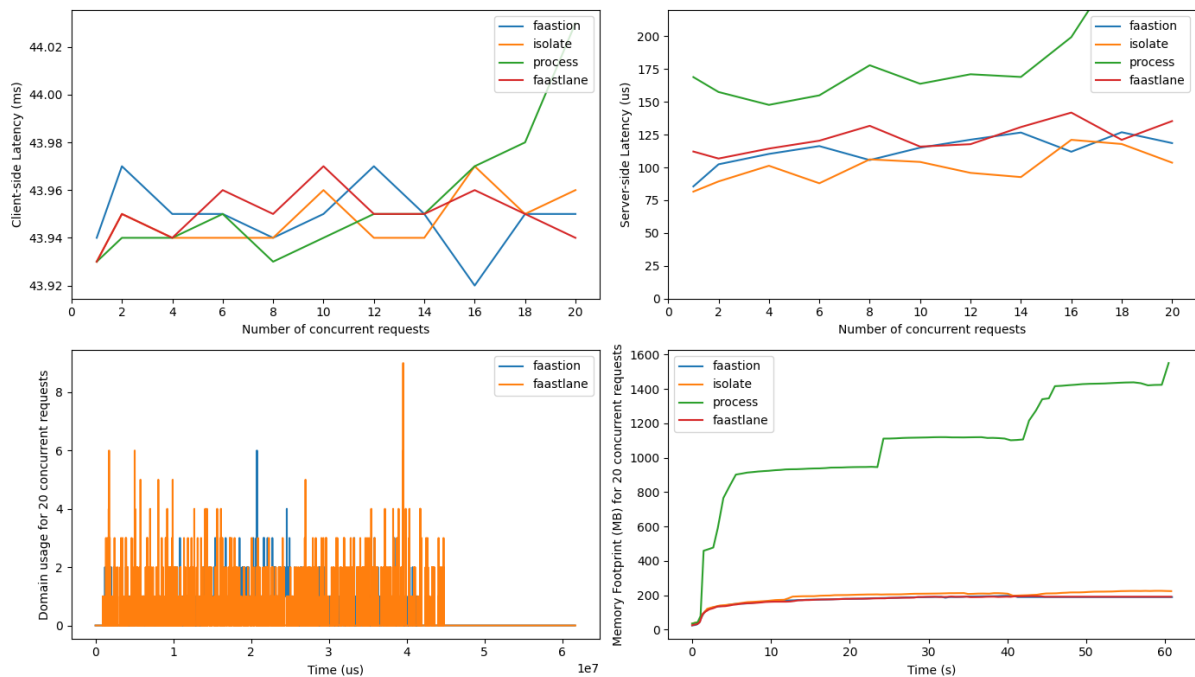 Client-side Latency (ms)
44.02
44.00
43.98
43.96
43.94
43.92
0
2
4
6
8
10
12
14
16
18
20
Number of concurrent requests
faastion
isolate
process
faastlane
Server-side Latency (us)
200
175
150
125
100
75
50
25
0
0
2
4
6
8
10
12
14
16
18
20
Number of concurrent requests
faastion
isolate
process
faastlane
Domain usage for 20 concurrent requests
8
6
4
2
0
0
1
2
3
4
5
6
1e7
Time (us)
faastion
faastlane
Memory Footprint (MB) for 20 concurrent requests
1600
1400
1200
1000
800
600
400
200
0
0
10
20
30
40
50
60
Time (s)
faastion
isolate
process
faastlane